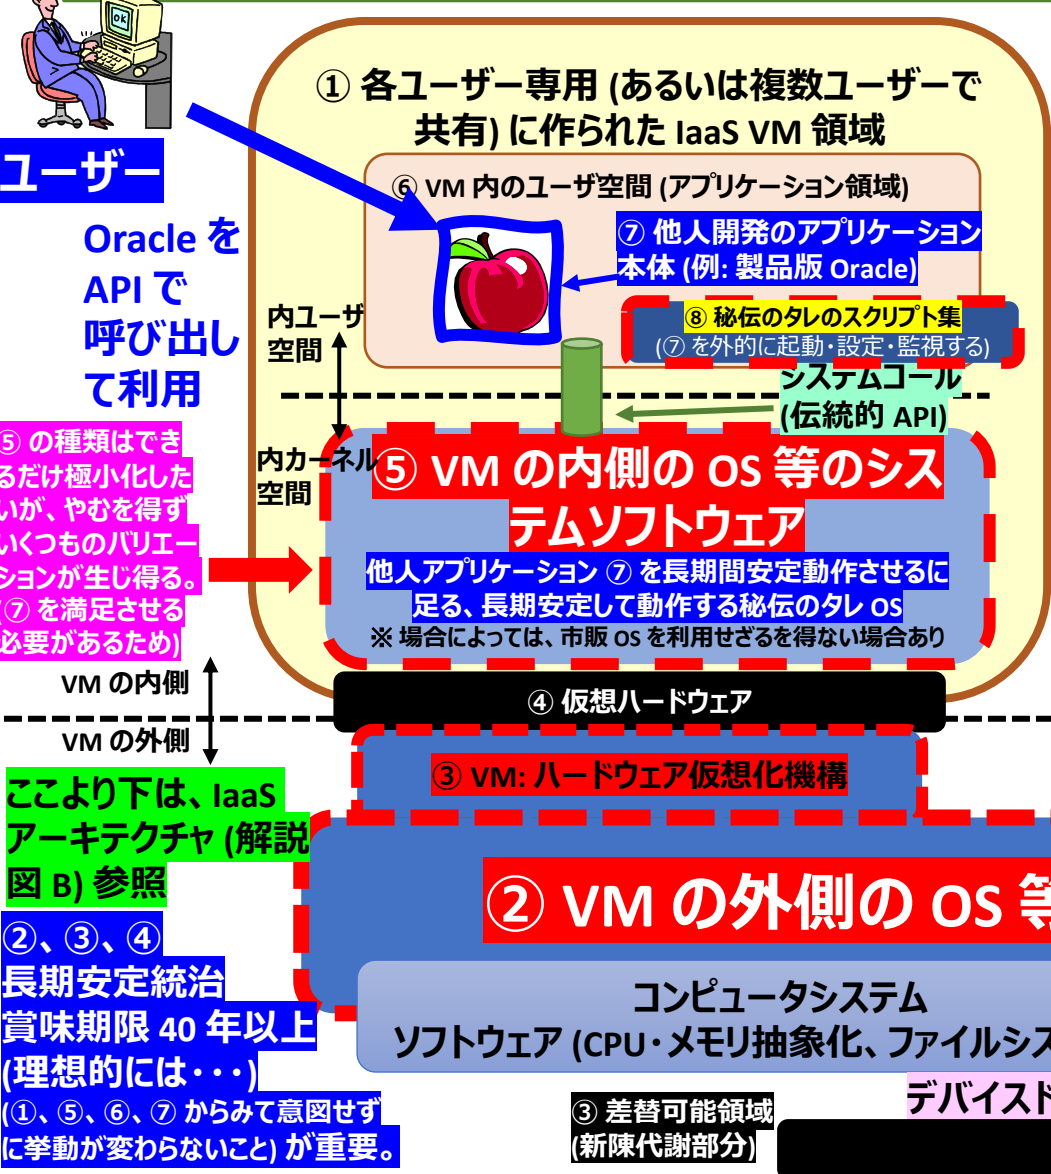 OK
① 各ユーザー専用 (あるいは複数ユーザーで
共有) に作られた IaaS VM 領域
ユーザー
⑥ VM 内のユーザ空間 (アプリケーション領域)
⑦ 他人開発のアプリケーション
本体 (例: 製品版 Oracle)
Oracle を
API で
呼び出し
て利用
内ユーザ
空間
⑧ 秘伝のタレのスクリプト集
(⑦ を外的に起動・設定・監視する)
システムコール
(伝統的 API)
⑤ の種類はでき
るだけ極小化した
いが、やむを得ず
いくつものバリエー
ションが生じ得る。
(⑦ を満足させる
必要があるため)
内カーネル
空間
⑤ VM の内側の OS 等のシス
テムソフトウェア
他人アプリケーション ⑦ を長期間安定動作させるに
足る、長期安定して動作する秘伝のタレ OS
※ 場合によっては、市販 OS を利用せざるを得ない場合あり
VM の内側
④ 仮想ハードウェア
VM の外側
③ VM: ハードウェア仮想化機構
ここより下は、IaaS
アーキテクチャ (解説
図 B) 参照
② VM の外側の OS 等
②、③、④
長期安定統治
賞味期限 40 年以上
(理想的には・・・)
(①、⑤、⑥、⑦ からみて意図せず
に挙動が変わらないこと) が重要。
コンピュータシステム
ソフトウェア (CPU・メモリ抽象化、ファイルシス
デバイスド
③ 差替可能領域
(新陳代謝部分)